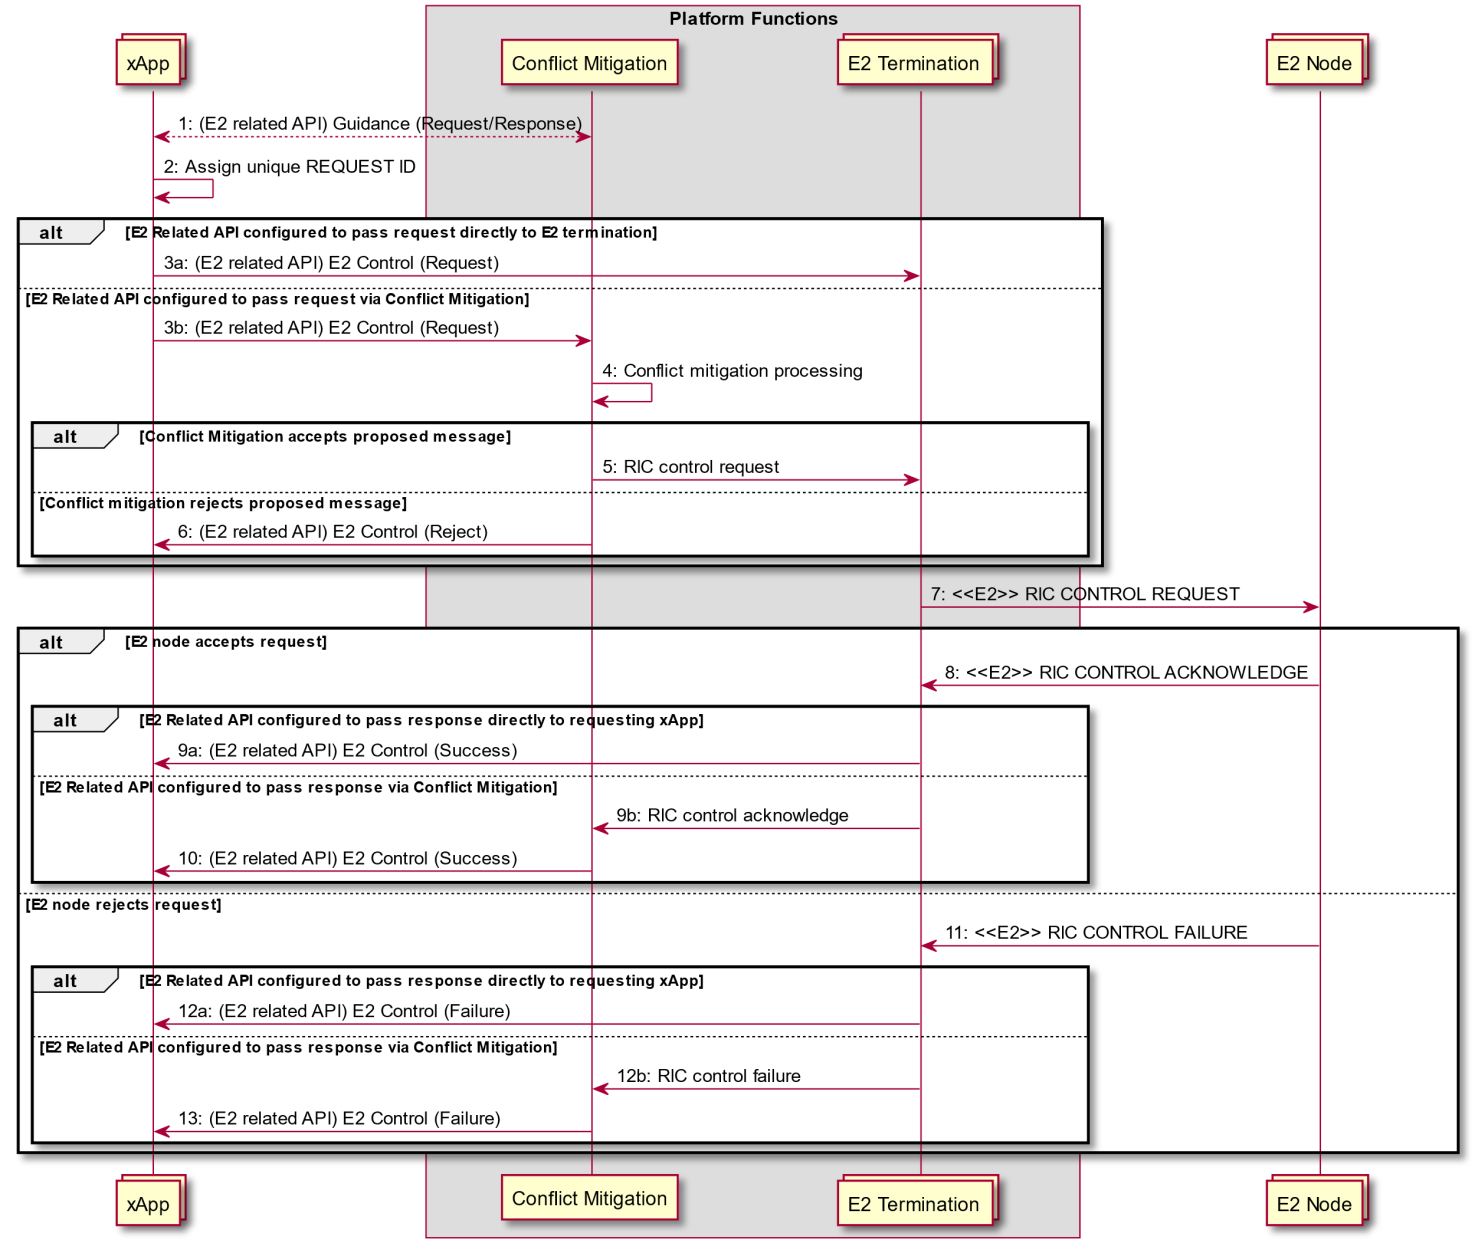 Platform Functions
xApp
Conflict Mitigation
E2 Termination
E2 Node
1: (E2 related API) Guidance (Request/Response)
2: Assign unique REQUEST ID
alt
[E2 Related API configured to pass request directly to E2 termination]
3a: (E2 related API) E2 Control (Request)
[E2 Related API configured to pass request via Conflict Mitigation]
3b: (E2 related API) E2 Control (Request)
4: Conflict mitigation processing
alt
[Conflict Mitigation accepts proposed message]
5: RIC control request
[Conflict mitigation rejects proposed message]
6: (E2 related API) E2 Control (Reject)
7: <<E2>> RIC CONTROL REQUEST
alt
[E2 node accepts request]
8: <<E2>> RIC CONTROL ACKNOWLEDGE
alt
[E2 Related API configured to pass response directly to requesting xApp]
9a: (E2 related API) E2 Control (Success)
[E2 Related API configured to pass response via Conflict Mitigation]
9b: RIC control acknowledge
10: (E2 related API) E2 Control (Success)
[E2 node rejects request]
11: <<E2>> RIC CONTROL FAILURE
alt
[E2 Related API configured to pass response directly to requesting xApp]
12a: (E2 related API) E2 Control (Failure)
[E2 Related API configured to pass response via Conflict Mitigation]
12b: RIC control failure
13: (E2 related API) E2 Control (Failure)
xApp
Conflict Mitigation
E2 Termination
E2 Node